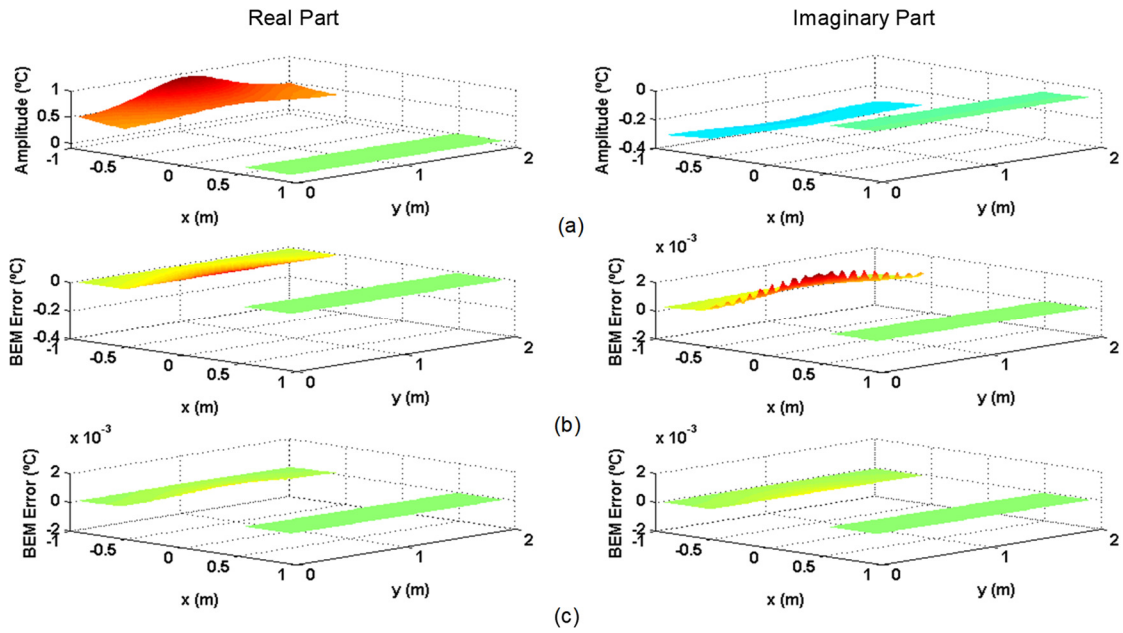 Real Part
Imaginary Part
Amplitude (ºC)
1
0.5
0
-1
-0.5
0
0.5
1
x (m)
0
1
2
y (m)
Amplitude (ºC)
0
-0.2
-0.4
-1
-0.5
0
0.5
1
x (m)
0
1
2
y (m)
(a)
BEM Error (ºC)
0
-0.2
-0.4
-1
-0.5
0
0.5
1
x (m)
0
1
2
y (m)
x 10⁻³
BEM Error (ºC)
2
0
2
-1
-0.5
0
0.5
1
x (m)
0
1
2
y (m)
(b)
x 10⁻³
BEM Error (ºC)
2
0
-2
-1
-0.5
0
0.5
1
x (m)
0
1
2
y (m)
x 10⁻³
BEM Error (ºC)
2
0
-2
-1
-0.5
0
0.5
1
x (m)
0
1
2
y (m)
(c)